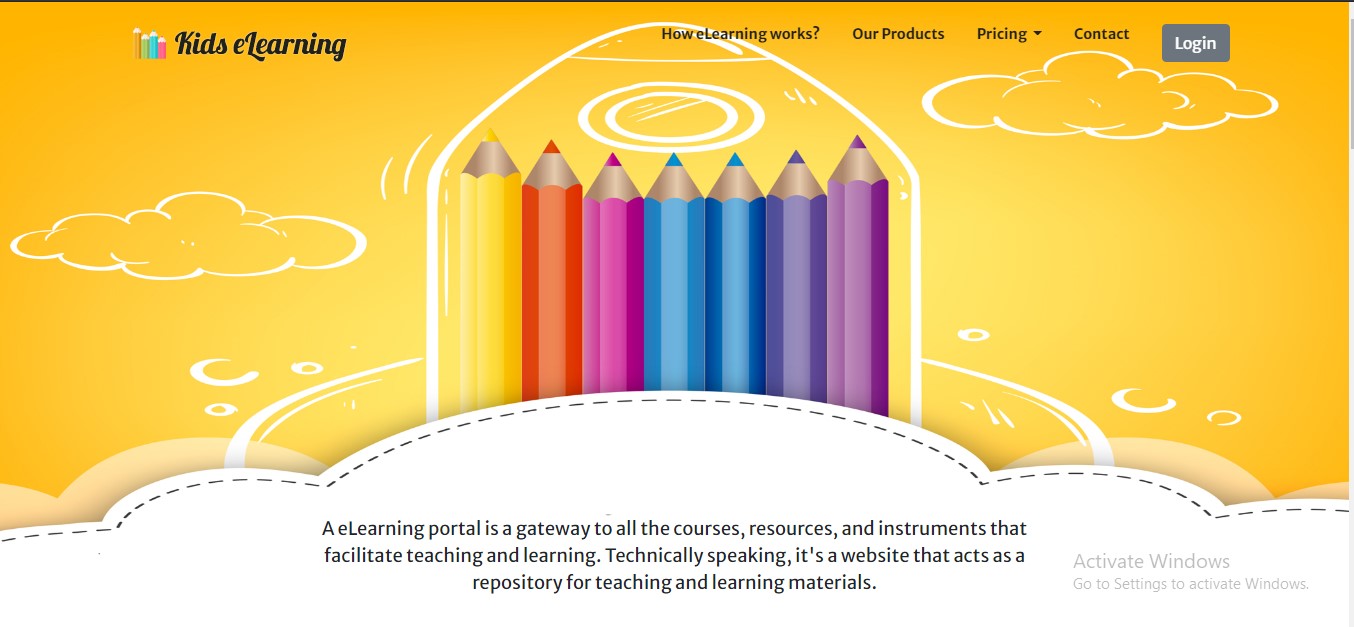 Kids eLearning
How eLearning works?
Our Products
Pricing
Contact
Login
A eLearning portal is a gateway to all the courses, resources, and instruments that
facilitate teaching and learning. Technically speaking, it's a website that acts as a
repository for teaching and learning materials.
Activate Windows
Go to Settings to activate Windows.